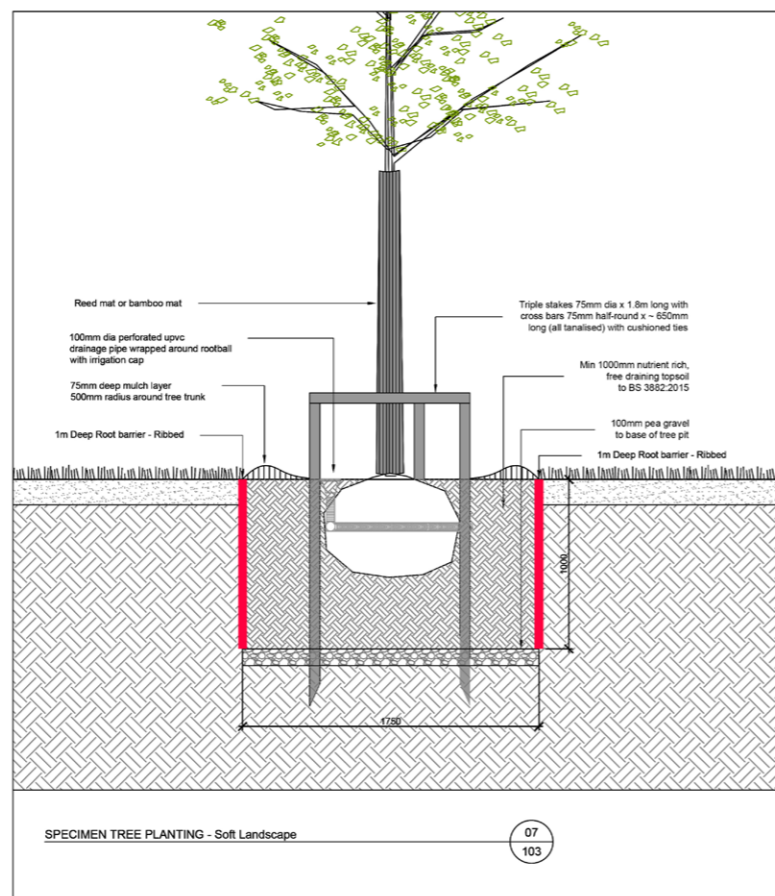 Reed mat or bamboo mat
100mm dia perforated upvc
drainage pipe wrapped around rootball
with irrigation cap
75mm deep mulch layer
500mm radius around tree trunk
1m Deep Root barrier - Ribbed
Triple stakes 75mm dia x 1.8m long with
cross bars 75mm half-round x ~ 650mm
long (all tanalised) with cushioned ties
Min 1000mm nutrient rich,
free draining topsoil
to BS 3882:2015
100mm pea gravel
to base of tree pit
1m Deep Root barrier - Ribbed
1000
1750
SPECIMEN TREE PLANTING - Soft Landscape
07
103